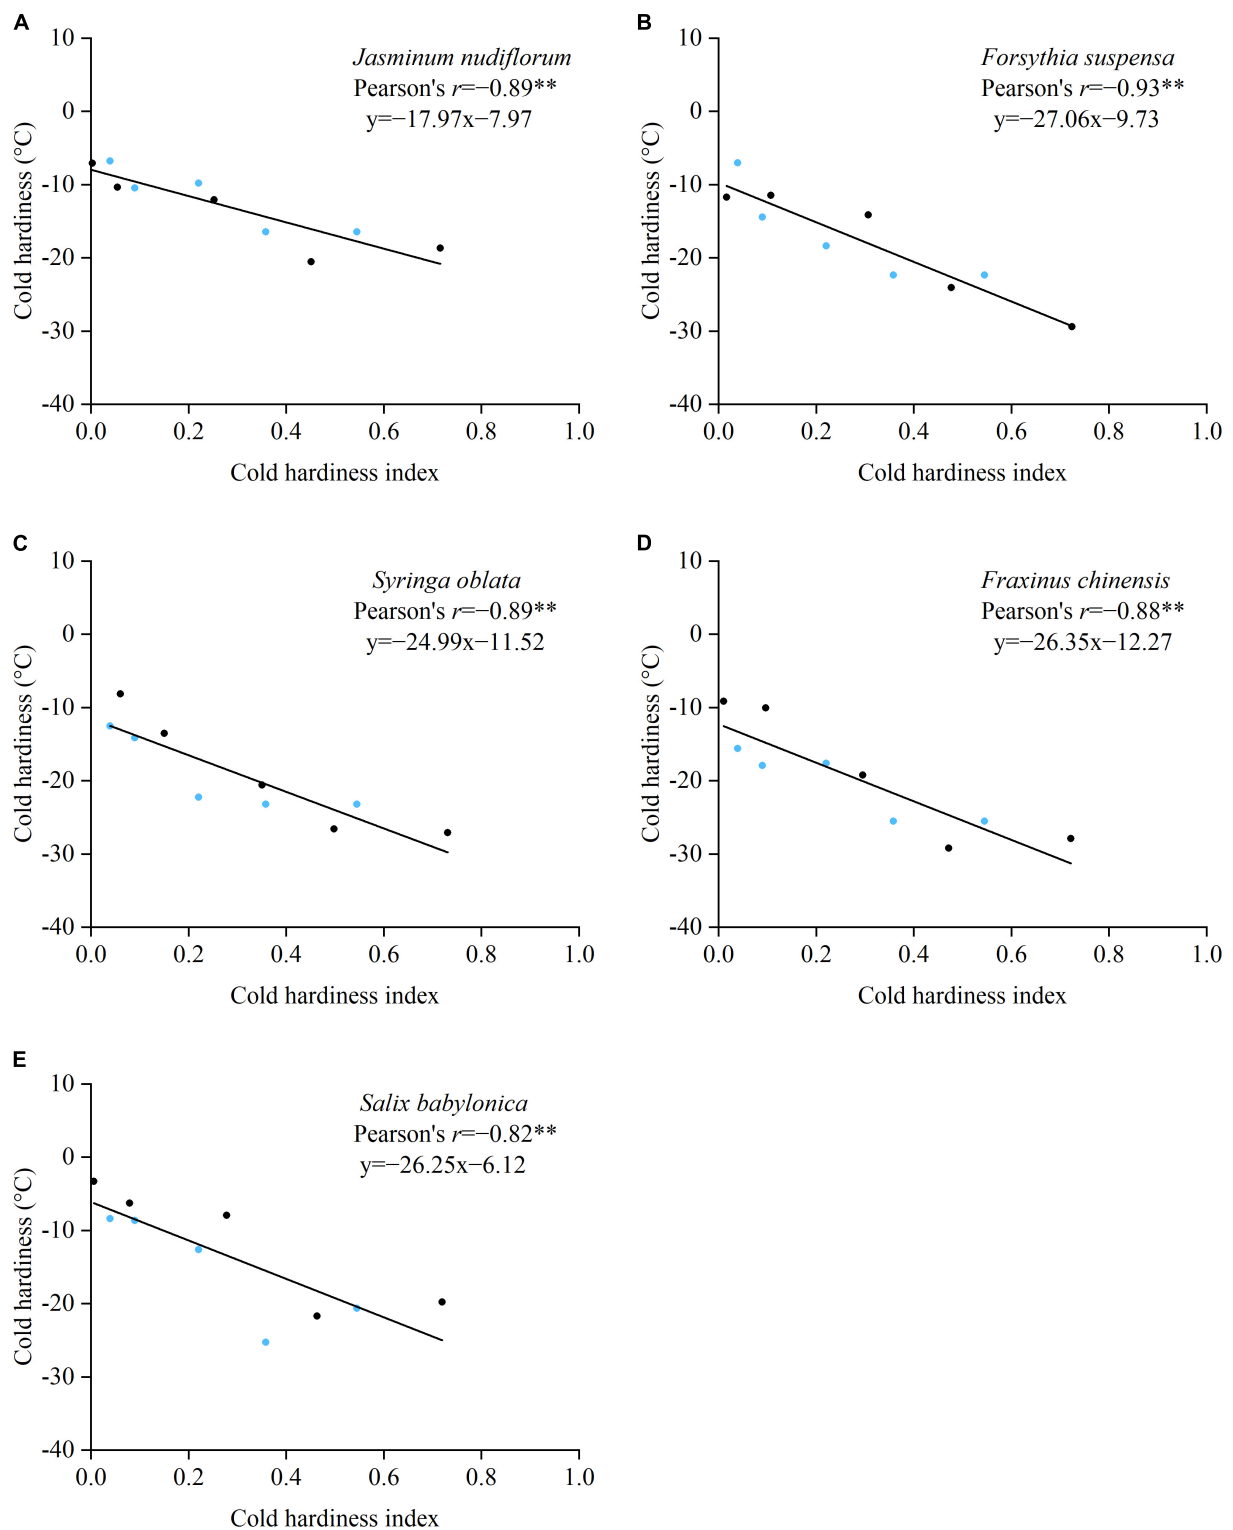 A
10
0
-10
-20
-30
-40
Cold hardiness (°C)
Jasminum nudiflorum
Pearson's r=−0.89**
y=−17.97x−7.97
0.0 0.2 0.4 0.6 0.8 1.0
Cold hardiness index
B
10
0
-10
-20
-30
-40
Cold hardiness (°C)
Forsythia suspensa
Pearson's r=−0.93**
y=−27.06x−9.73
0.0 0.2 0.4 0.6 0.8 1.0
Cold hardiness index
C
10
0
-10
-20
-30
-40
Cold hardiness (°C)
Syringa oblata
Pearson's r=−0.89**
y=−24.99x−11.52
0.0 0.2 0.4 0.6 0.8 1.0
Cold hardiness index
D
10
0
-10
-20
-30
-40
Cold hardiness (°C)
Fraxinus chinensis
Pearson's r=−0.88**
y=−26.35x−12.27
0.0 0.2 0.4 0.6 0.8 1.0
Cold hardiness index
E
10
0
-10
-20
-30
-40
Cold hardiness (°C)
Salix babylonica
Pearson's r=−0.82**
y=−26.25x−6.12
0.0 0.2 0.4 0.6 0.8 1.0
Cold hardiness index